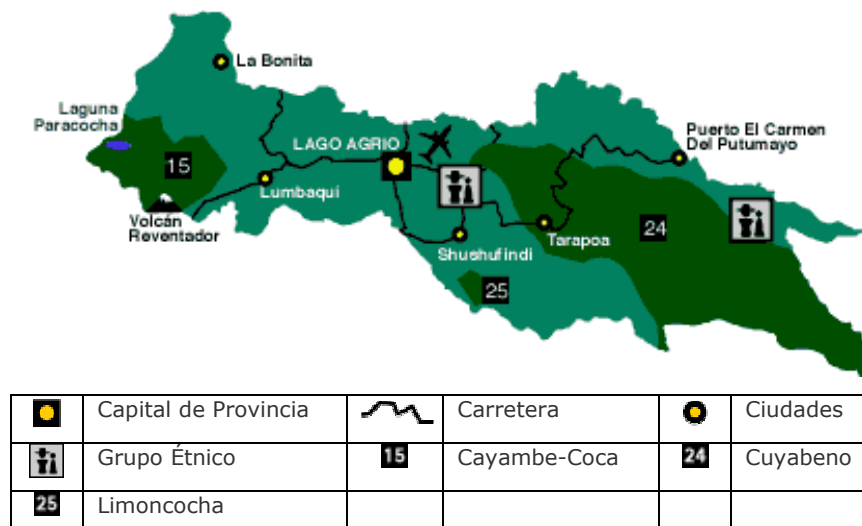 La Bonita
Laguna
Paracocha
LAGO AGRIO
Puerto El Carmen
Del Putumayo
15
Lumbaqui
Volcán
Reventador
Shushufindi
Tarapoa
24
25
Capital de Provincia
Carretera
Ciudades
Grupo Étnico
15
Cayambe-Coca
24
Cuyabeno
25
Limoncocha